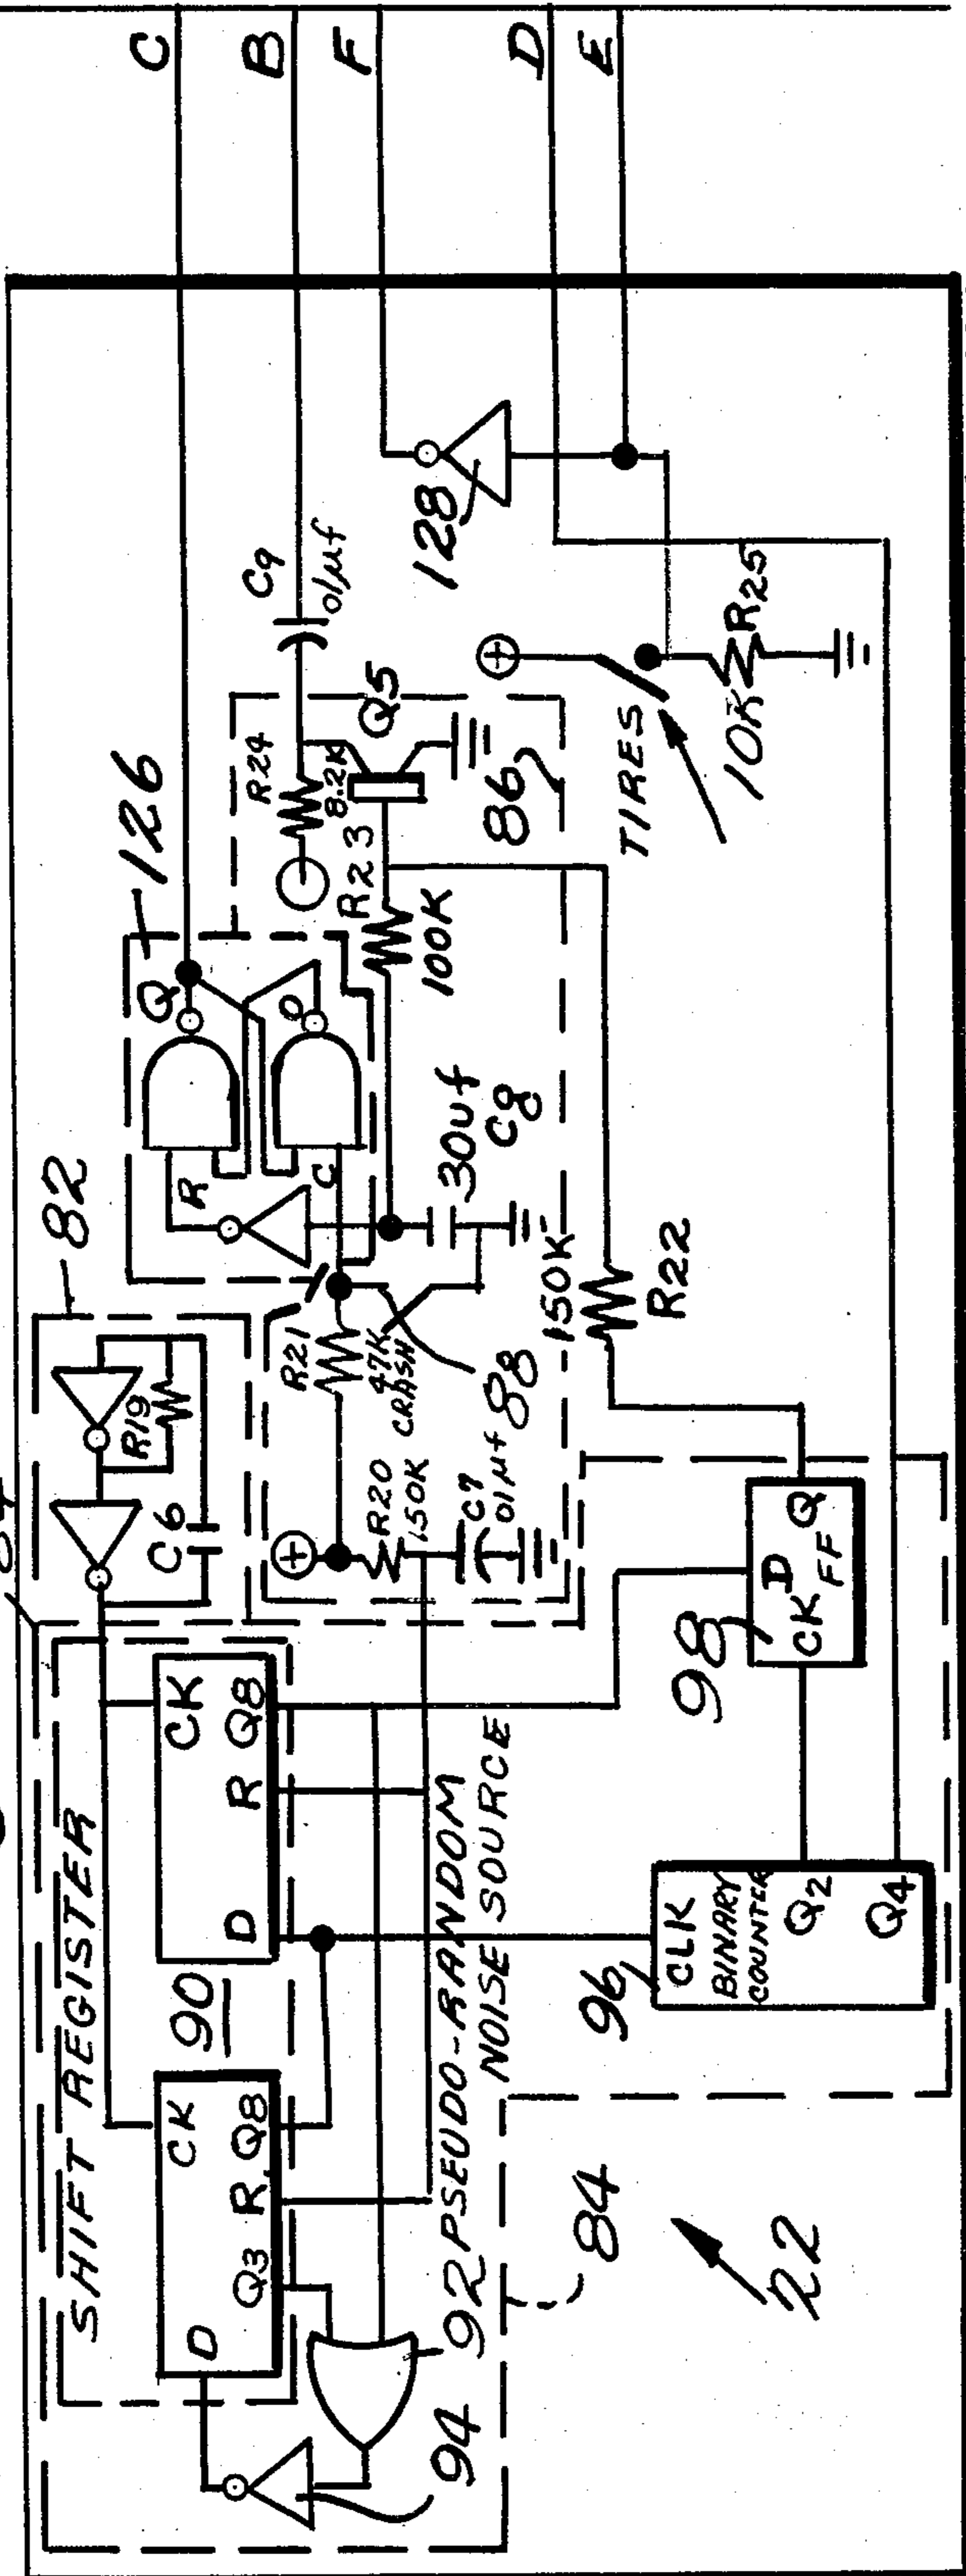 C
B
F
D
E
126
82
Q
R
Q
C
R24
8.2K
Q5
C9
.01µf
128
R23
100K
86
TIRES
10K
R25
30uf
C8
150K
R22
R19
C6
R21
47K
CRASH
88
R20
150K
C7
.01µf
SHIFT REGISTER
CK
D
R
Q8
90
CK
D
Q3
R
Q8
92
94
PSEUDO-RANDOM
NOISE SOURCE
84
22
96
CLK
BINARY
COUNTER
Q2
Q4
98
D
CK
FF
Q